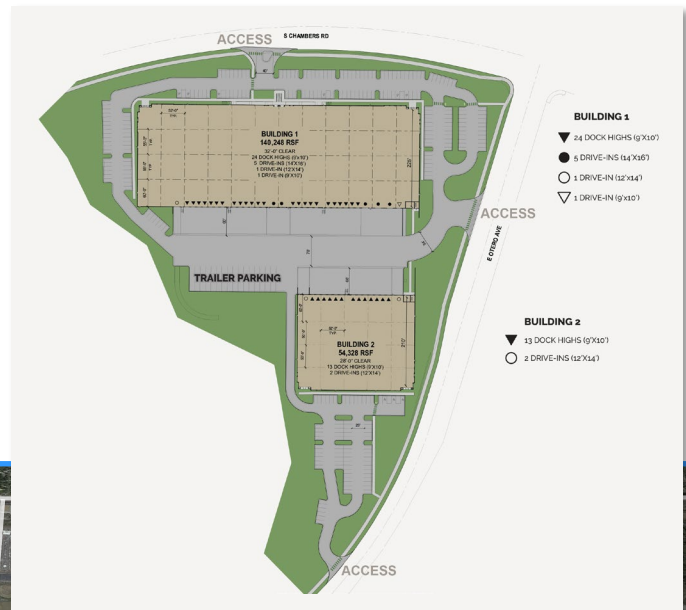 ACCESS
S CHAMBERS RD
BUILDING 1
140,248 RSF
32'-0" CLEAR
24 DOCK HIGHS (9'X10')
5 DRIVE-INS (14'X16')
1 DRIVE-IN (12'X14')
1 DRIVE-IN (9'X10')
BUILDING 1
24 DOCK HIGHS (9'X10')
5 DRIVE-INS (14'X16')
1 DRIVE-IN (12'X14')
1 DRIVE-IN (9'x10')
ACCESS
E OTERO AVE
TRAILER PARKING
BUILDING 2
54,328 RSF
28'-0" CLEAR
13 DOCK HIGHS (9'X10')
2 DRIVE-INS (12'X14')
210'
BUILDING 2
13 DOCK HIGHS (9'X10')
2 DRIVE-INS (12'X14')
ACCESS